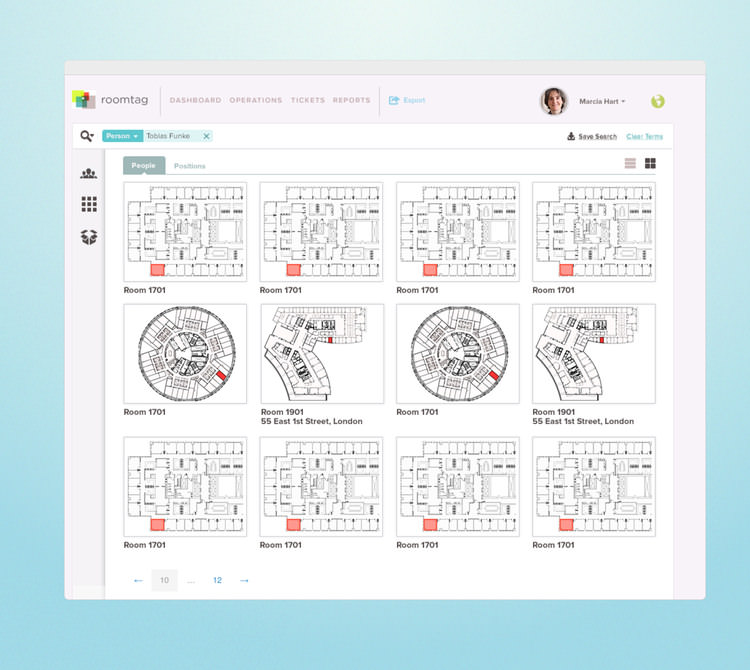 roomtag
DASHBOARD OPERATIONS TICKETS REPORTS
Export
Marcia Hart
Person
Tobias Funke
Save Search
Clear Terms
People
Positions
Room 1701
Room 1701
Room 1701
Room 1701
Room 1701
Room 1901
55 East 1st Street, London
Room 1701
Room 1901
55 East 1st Street, London
Room 1701
Room 1701
Room 1701
Room 1701
← 10 ... 12 →